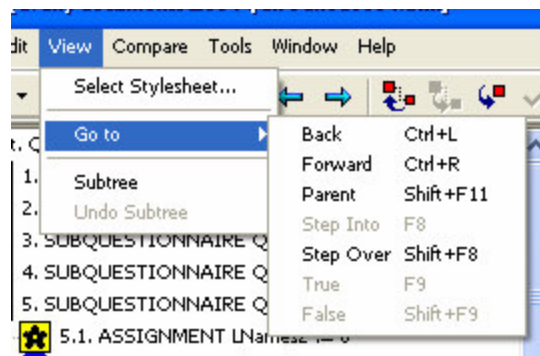 dit View Compare Tools Window Help
Select Stylesheet...
Go to
Subtree
Undo Subtree
Back Ctrl+L
Forward Ctrl+R
Parent Shift+F11
Step Into F8
Step Over Shift+F8
True F9
False Shift+F9
t. Q
1.
2.
3. SUBQUESTIONNAIRE Q
4. SUBQUESTIONNAIRE Q
5. SUBQUESTIONNAIRE Q
5.1. ASSIGNMENT LNames2 := 0